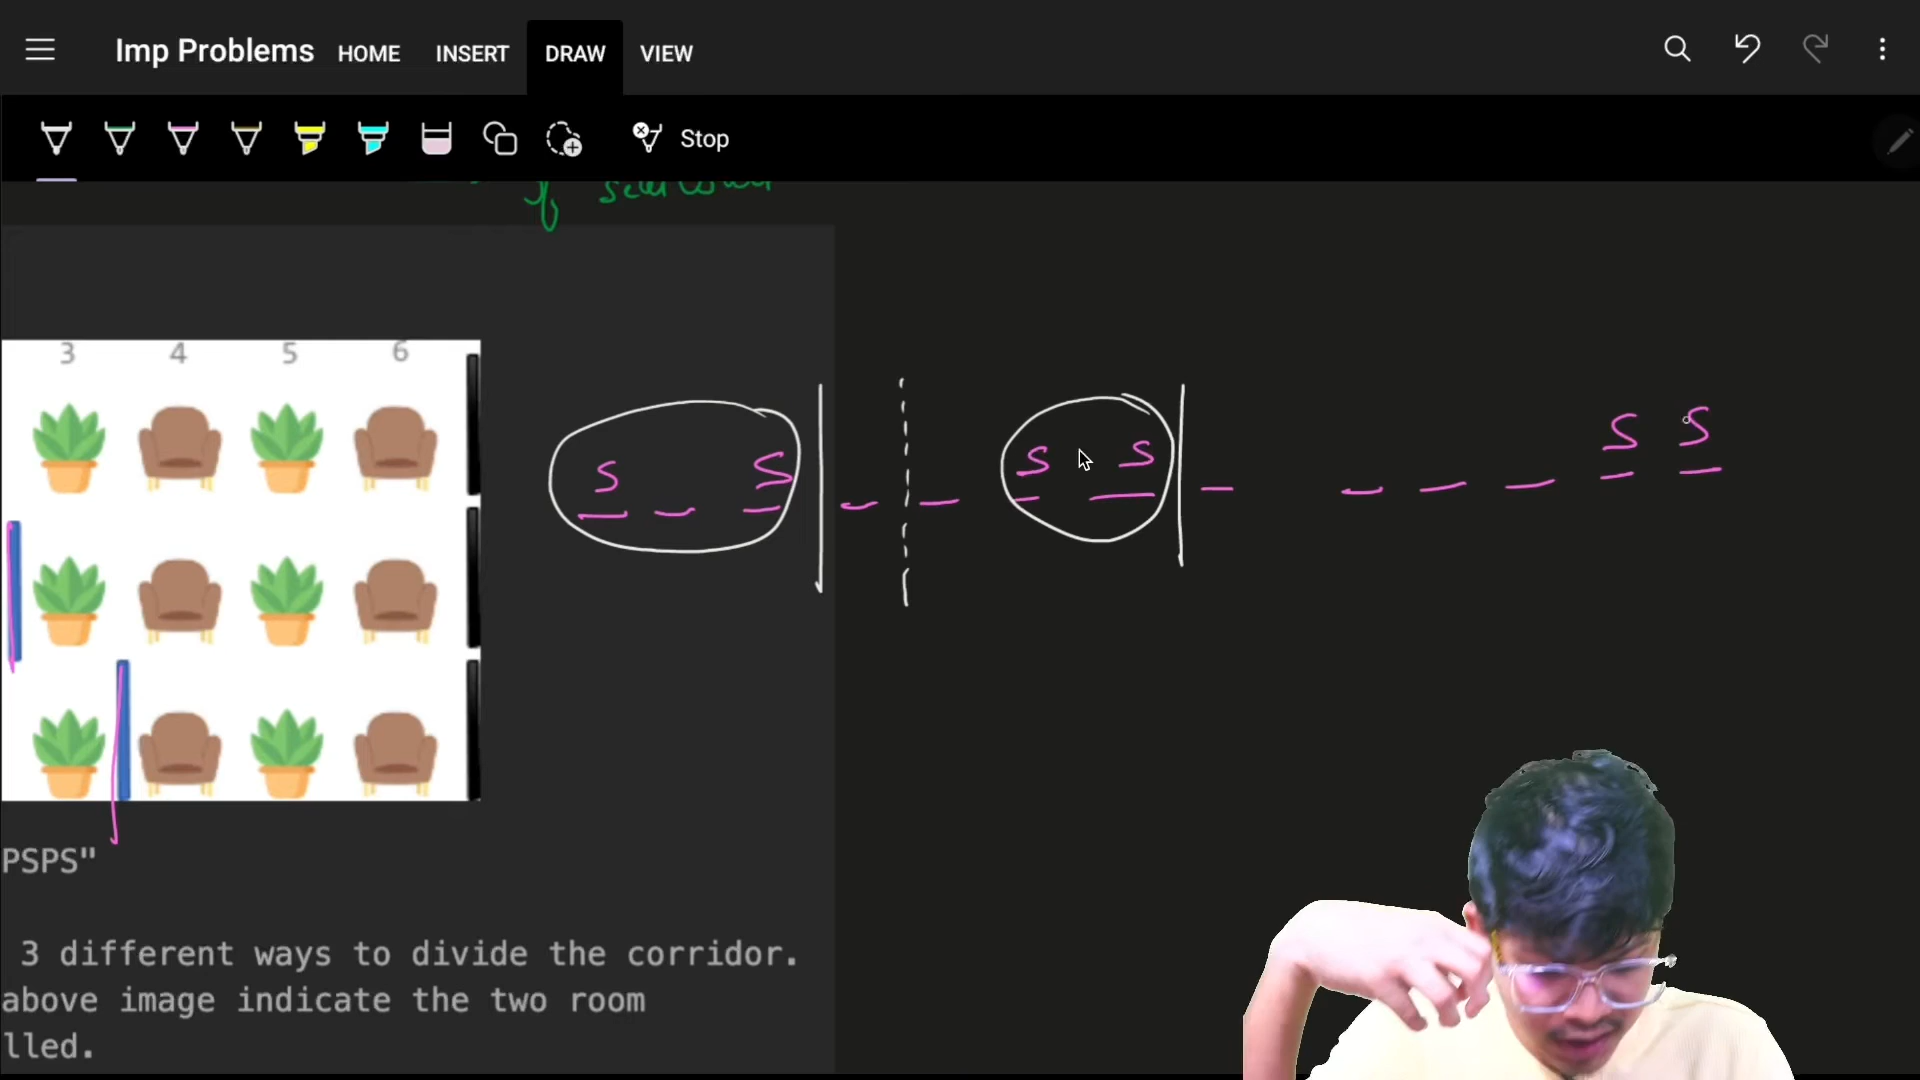 Imp Problems HOME INSERT DRAW VIEW
Stop
3 4 5 6
S S S S S S
PSPS"
3 different ways to divide the corridor.
above image indicate the two room
lled.